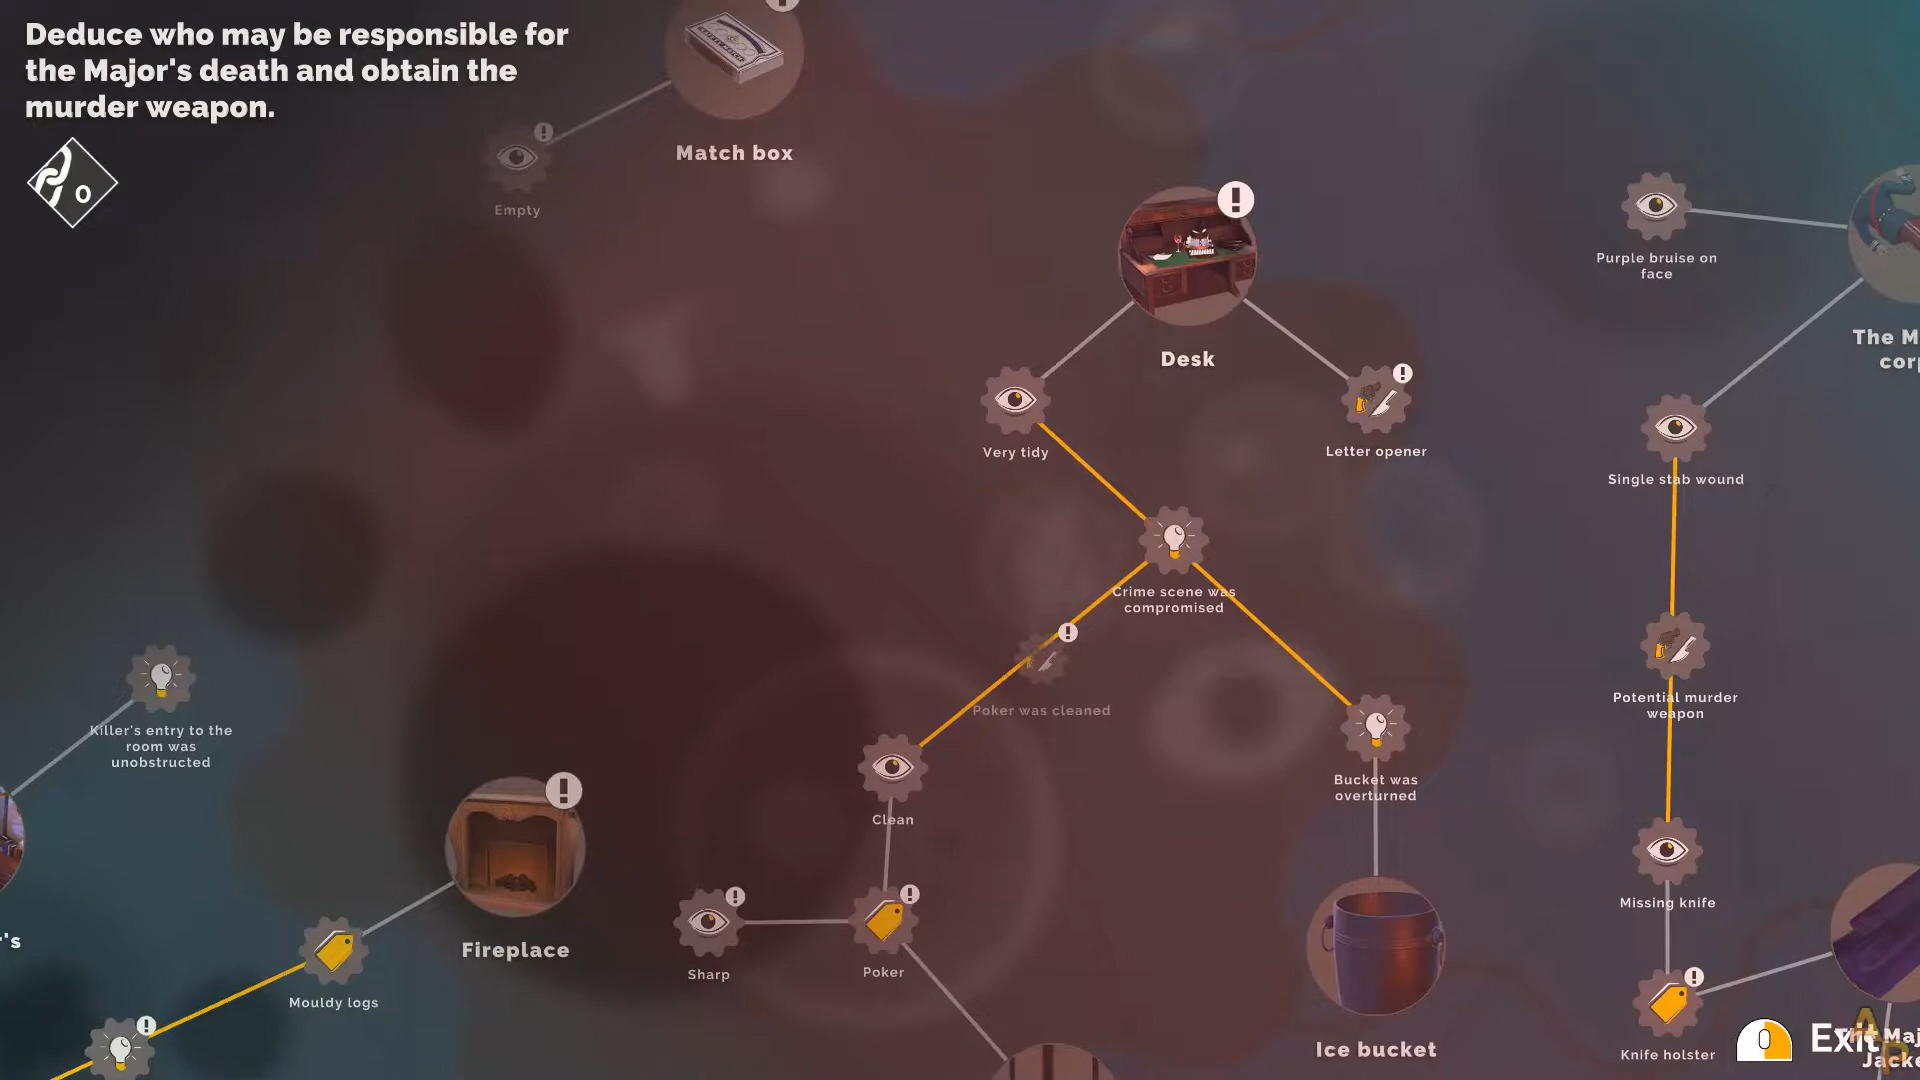 Deduce who may be responsible for
the Major's death and obtain the
murder weapon.
0
Match box
Empty
Desk
Purple bruise on
face
Very tidy
Letter opener
Single stab wound
Crime scene was
compromised
Poker was cleaned
Potential murder
weapon
Killer's entry to the
room was
unobstructed
Clean
Bucket was
overturned
Missing knife
Fireplace
Mouldy logs
Sharp
Poker
Ice bucket
Knife holster
Exit